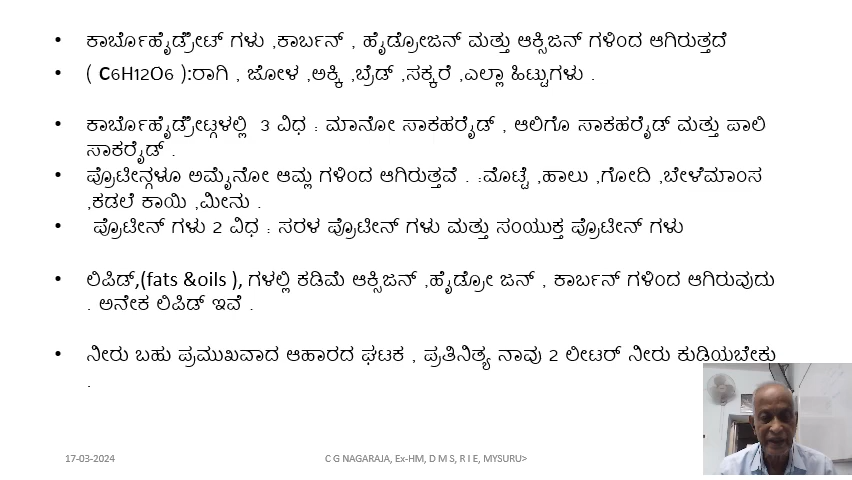 • ಕಾರ್ಬೊಹೈಡ್ರೇಟ್ ಗಳು ,ಕಾರ್ಬನ್ , ಹೈಡ್ರೋಜನ್ ಮತ್ತು ಆಕ್ಸಿಜನ್ ಗಳಿಂದ ಆಗಿರುತ್ತದೆ
• ( C6H12O6 ):ರಾಗಿ , ಜೋಳ ,ಅಕ್ಕಿ ,ಬ್ರೆಡ್ ,ಸಕ್ಕರೆ ,ಎಲ್ಲಾ ಹಿಟ್ಟುಗಳು .
• ಕಾರ್ಬೊಹೈಡ್ರೇಟ್ಗಳಲ್ಲಿ 3 ವಿಧ : ಮಾನೋ ಸಾಕಹರೈಡ್ , ಆಲಿಗೊ ಸಾಕಹರೈಡ್ ಮತ್ತು ಪಾಲಿ
ಸಾಕರೈಡ್ .
• ಪ್ರೊಟೀನ್ಗಳೂ ಅಮೈನೋ ಆಮ್ಲ ಗಳಿಂದ ಆಗಿರುತ್ತವೆ . :ಮೊಟ್ಟೆ ,ಹಾಲು ,ಗೋದಿ ,ಬೇಳೆಮಾಂಸ
,ಕಡಲೆ ಕಾಯಿ ,ಮೀನು .
• ಪ್ರೊಟೀನ್ ಗಳು 2 ವಿಧ : ಸರಳ ಪ್ರೊಟೀನ್ ಗಳು ಮತ್ತು ಸಂಯುಕ್ತ ಪ್ರೊಟೀನ್ ಗಳು
• ಲಿಪಿಡ್,(fats &oils ), ಗಳಲ್ಲಿ ಕಡಿಮೆ ಆಕ್ಸಿಜನ್ ,ಹೈಡ್ರೋ ಜನ್ , ಕಾರ್ಬನ್ ಗಳಿಂದ ಆಗಿರುವುದು
. ಅನೇಕ ಲಿಪಿಡ್ ಇವೆ .
• ನೀರು ಬಹು ಪ್ರಮುಖವಾದ ಆಹಾರದ ಘಟಕ , ಪ್ರತಿನಿತ್ಯ ನಾವು 2 ಲೀಟರ್ ನೀರು ಕುಡಿಯಬೇಕು
.
17-03-2024
C G NAGARAJA, Ex-HM, D M S, R I E, MYSURU>